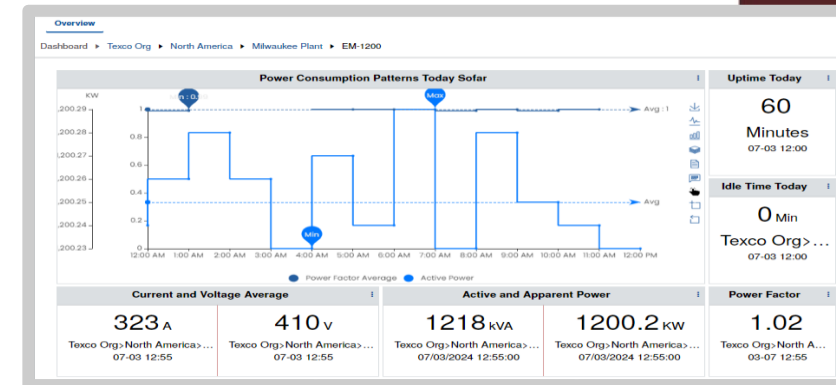 Overview
Dashboard ▸ Texco Org ▸ North America ▸ Milwaukee Plant ▸ EM-1200
Power Consumption Patterns Today Sofar
KW
,200.29
,200.28
,200.27
,200.26
,200.25
,200.24
,200.23
1
0.8
0.6
0.4
0.2
0
Max
Avg : 1
Avg
Min
12:00 AM 1:00 AM 2:00 AM 3:00 AM 4:00 AM 5:00 AM 6:00 AM 7:00 AM 8:00 AM 9:00 AM 10:00 AM 11:00 AM 12:00 PM
Power Factor Average Active Power
Uptime Today
60
Minutes
07-03 12:00
Idle Time Today
0 Min
Texco Org>...
07-03 12:00
Current and Voltage Average
323 A
Texco Org>North America>...
07-03 12:55
410 V
Texco Org>North America>...
07-03 12:55
Active and Apparent Power
1218 kVA
Texco Org>North America>...
07/03/2024 12:55:00
1200.2 KW
Texco Org>North America>...
07/03/2024 12:55:00
Power Factor
1.02
Texco Org>North A...
03-07 12:55